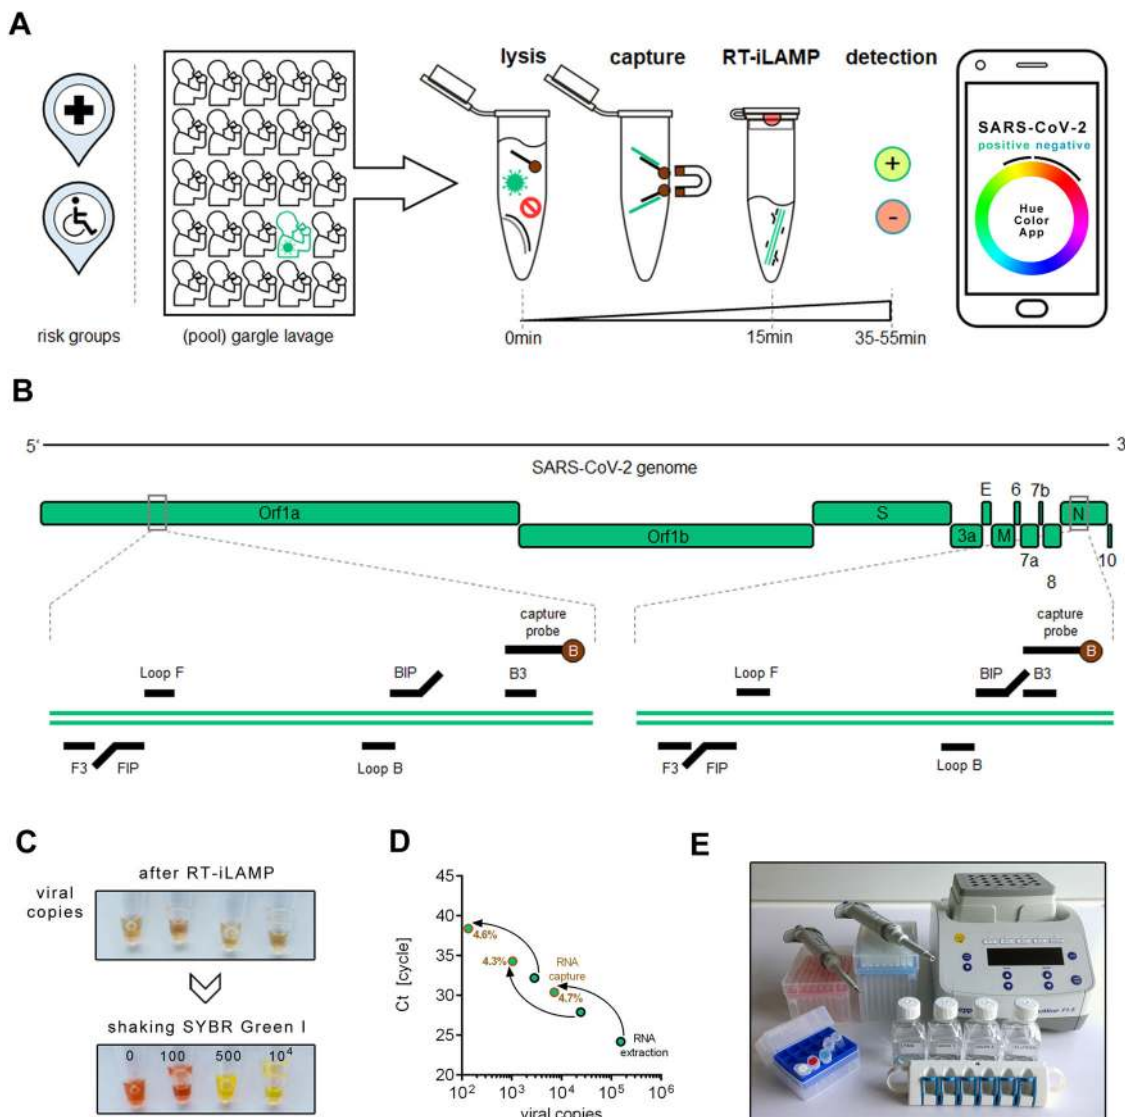 A
lysis capture RT-iLAMP detection
SARS-CoV-2
positive negative
+
-
Hue
Color
App
risk groups
(pool) gargle lavage
0min 15min 35-55min
B
5' 3
SARS-CoV-2 genome
E 6 7b
Orf1a S N
Orf1b 3a M
7a 10
8
capture
probe
capture
probe
B B
Loop F BIP B3 Loop F BIP B3
F3 FIP Loop B F3 FIP Loop B
C
after RT-iLAMP
viral
copies
shaking SYBR Green I
0 100 500 10⁴
D
Ct [cycle]
45
40
35
30
25
20
4.6%
4.3%
RNA
capture
4.7%
RNA
extraction
10² 10³ 10⁴ 10⁵ 10⁶
viral copies
E